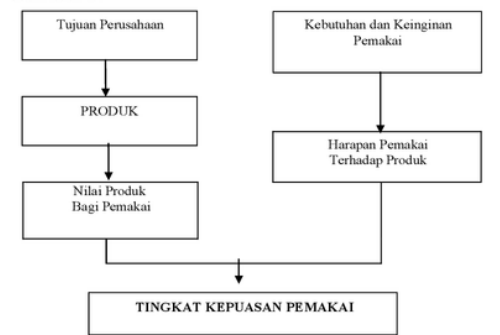 Tujuan Perusahaan
Kebutuhan dan Keinginan
Pemakai
PRODUK
Harapan Pemakai
Terhadap Produk
Nilai Produk
Bagi Pemakai
TINGKAT KEPUASAN PEMAKAI